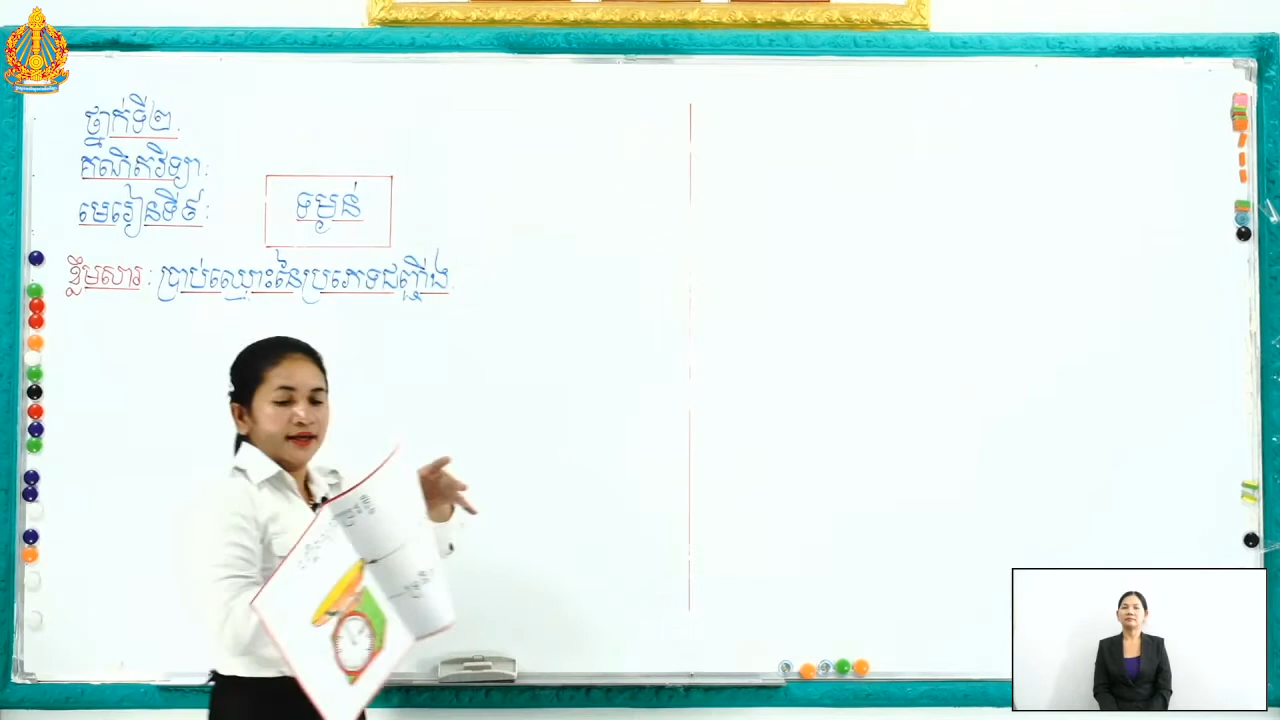 ថ្នាក់ទី២
គណិតវិទ្យា :
មេរៀនទី៩ :
ទម្ងន់
ខ្លឹមសារ : ប្រាប់ឈ្មោះនៃប្រភេទជញ្ជីង